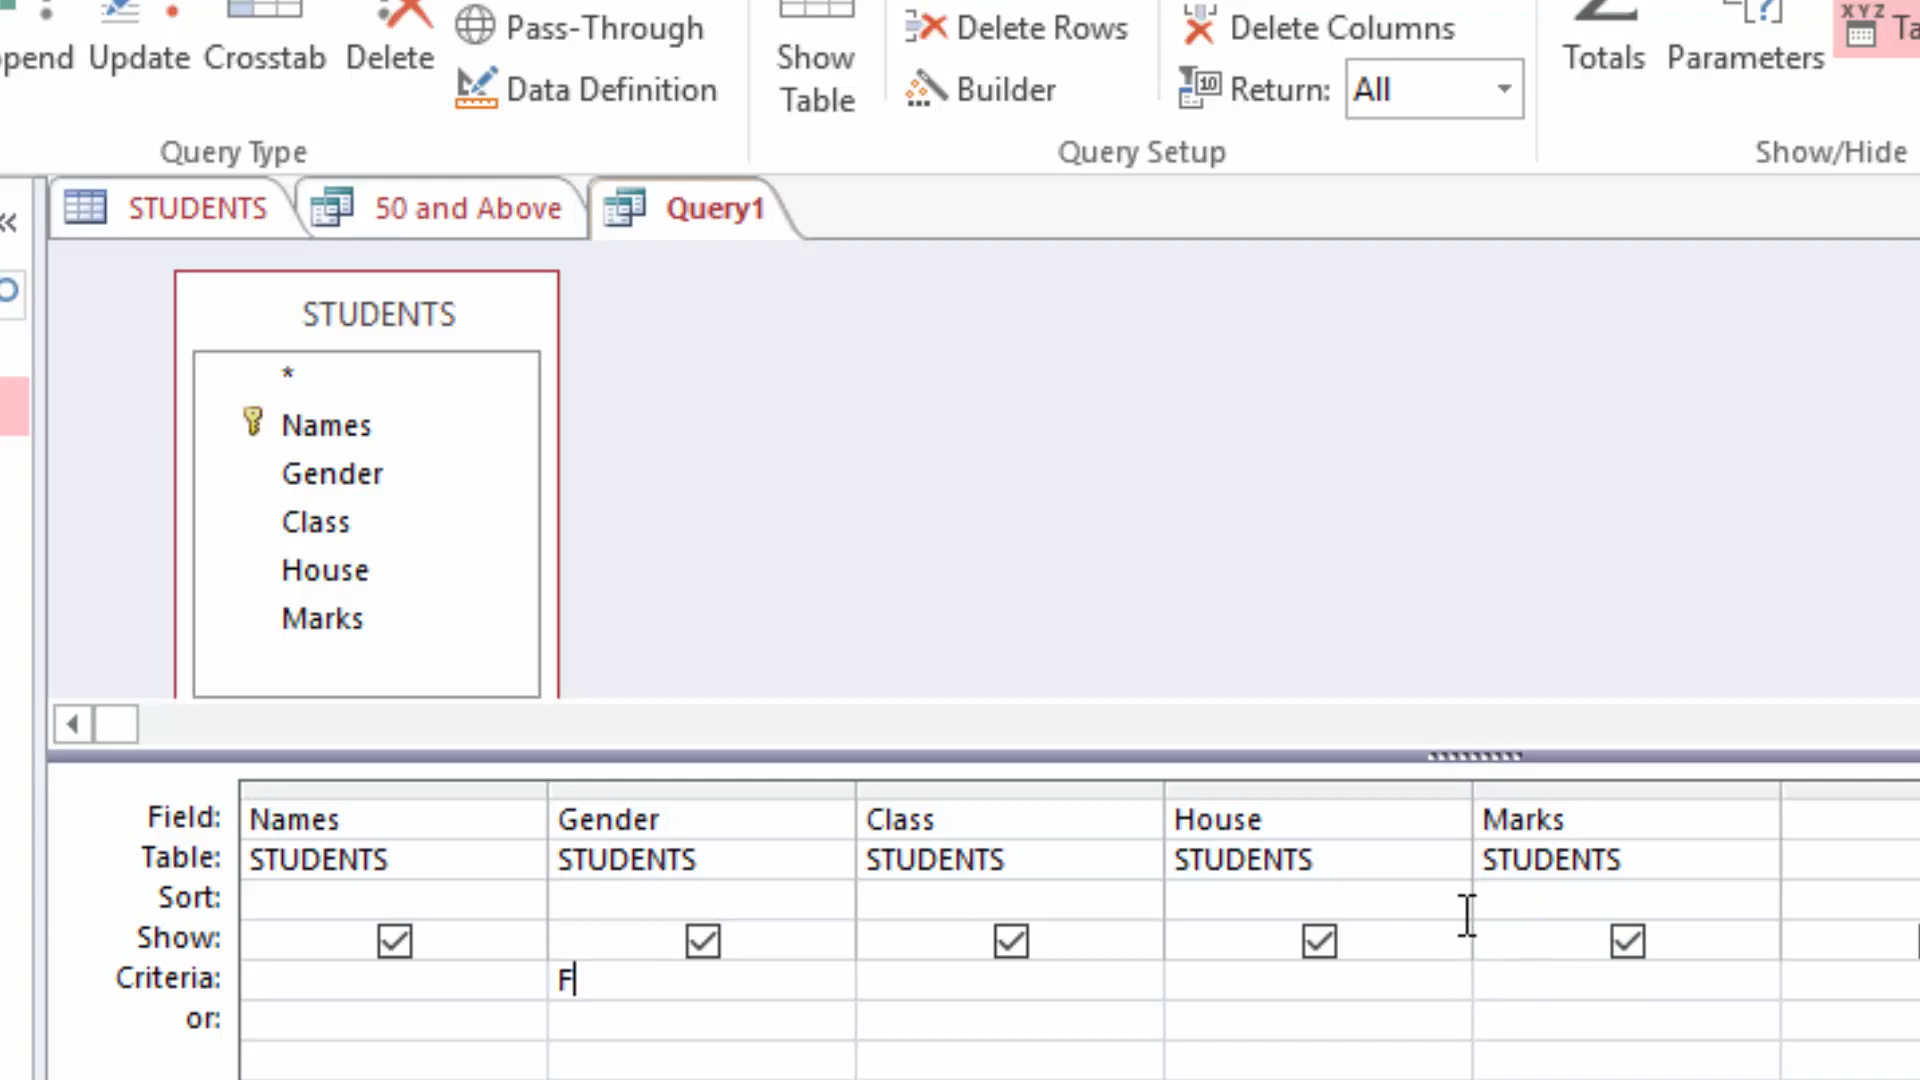 pend Update Crosstab Delete
Pass-Through
Data Definition
Show
Table
Delete Rows
Builder
Delete Columns
Return: All
Totals Parameters
XYZ
Ta
Query Type
Query Setup
Show/Hide
STUDENTS
50 and Above
Query1
STUDENTS
*
Names
Gender
Class
House
Marks
Field: Names Gender Class House Marks
Table: STUDENTS STUDENTS STUDENTS STUDENTS STUDENTS
Sort:
Show:
Criteria: F
or: